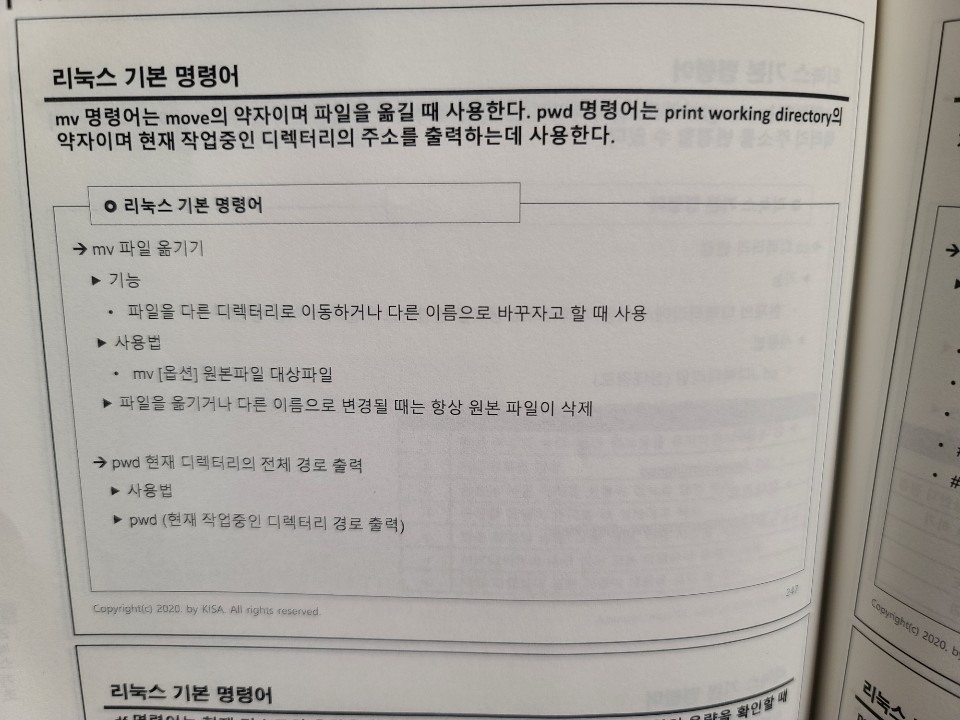 리눅스 기본 명령어
mv 명령어는 move의 약자이며 파일을 옮길 때 사용한다. pwd 명령어는 print working directory의
약자이며 현재 작업중인 디렉터리의 주소를 출력하는데 사용한다.
리눅스 기본 명령어
→ mv 파일 옮기기
▶ 기능
• 파일을 다른 디렉터리로 이동하거나 다른 이름으로 바꾸자고 할 때 사용
▶ 사용법
• mv [옵션] 원본파일 대상파일
▶ 파일을 옮기거나 다른 이름으로 변경될 때는 항상 원본 파일이 삭제
→ pwd 현재 디렉터리의 전체 경로 출력
▶ 사용법
▶ pwd (현재 작업중인 디렉터리 경로 출력)
247
Copyright(c) 2020. by KISA. All rights reserved.
리눅스 기본 명령어
명령어는 현재 용량을 확인할 때
Copyright(c) 2020. by
리눅스